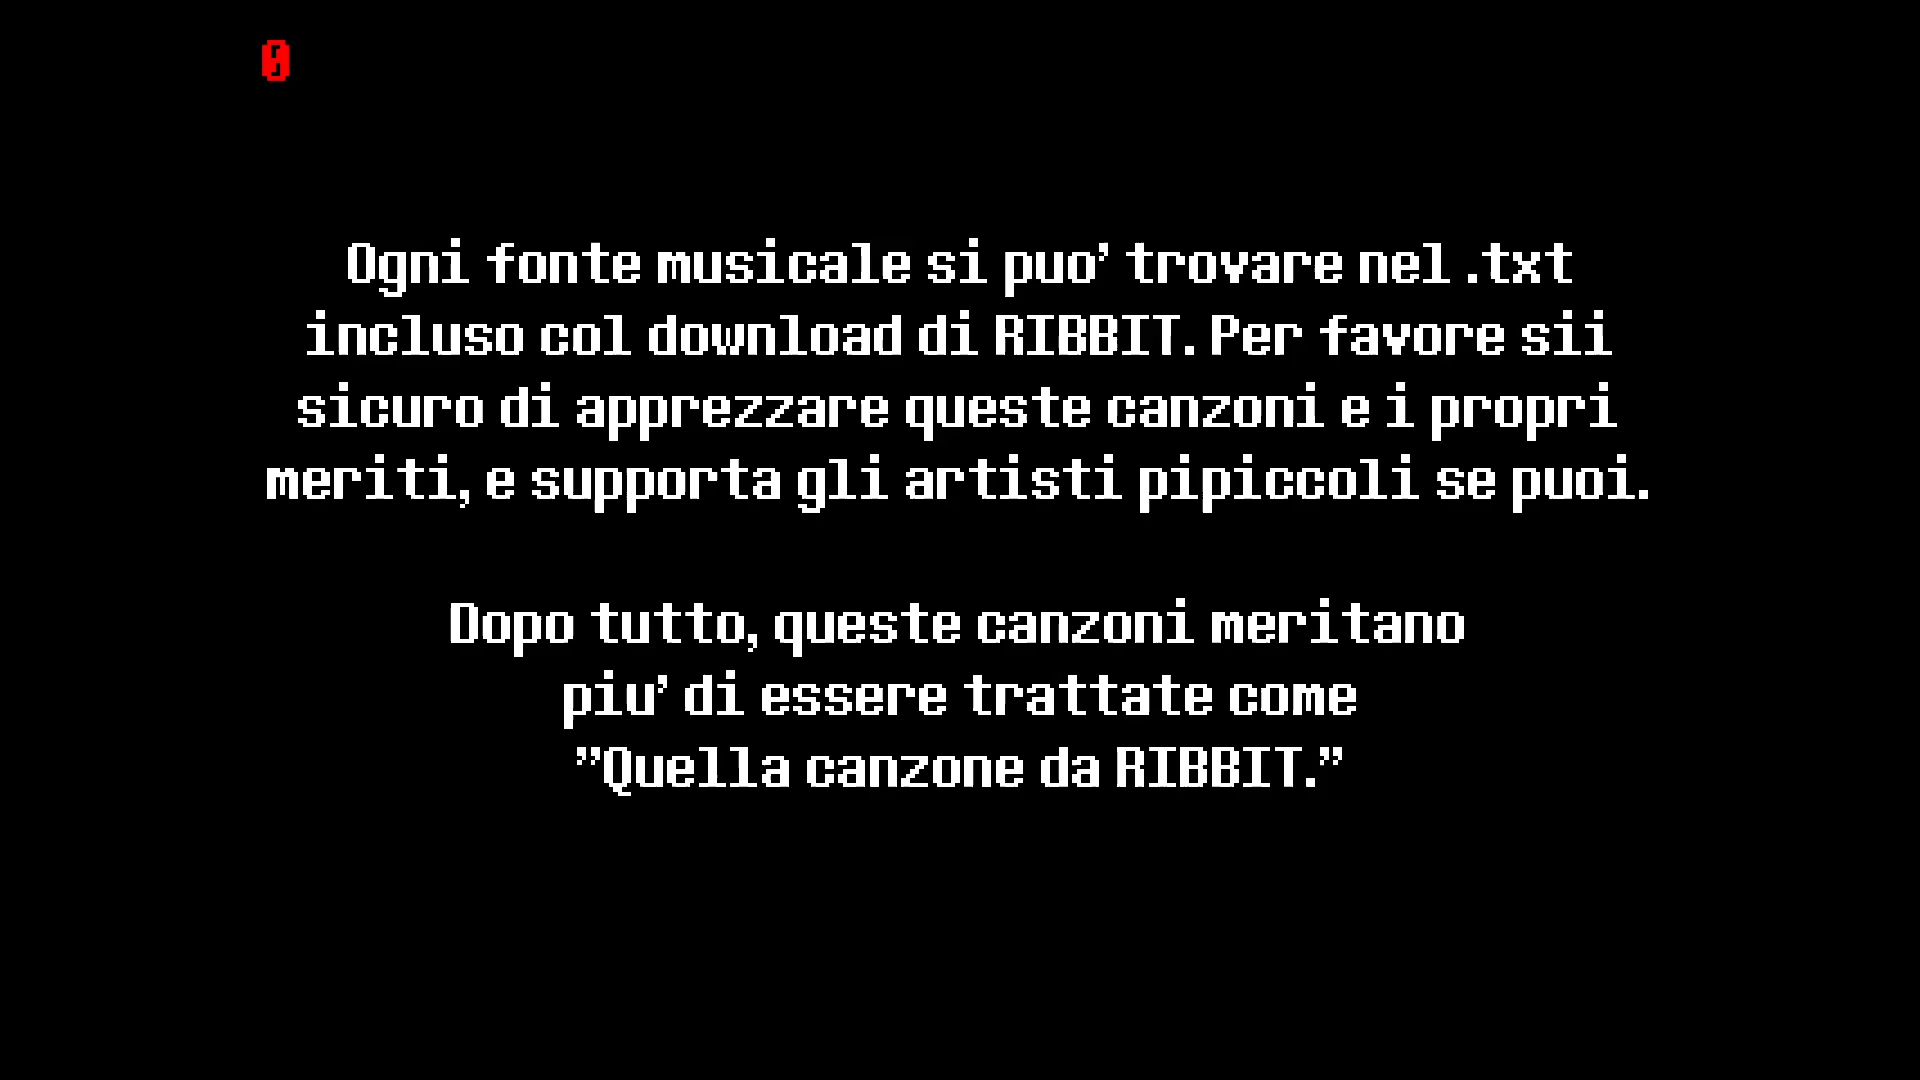 0
Ogni fonte musicale si puo' trovare nel .txt
incluso col download di RIBBIT. Per favore sii
sicuro di apprezzare queste canzoni e i propri
meriti, e supporta gli artisti pipiccoli se puoi.
Dopo tutto, queste canzoni meritano
piu' di essere trattate come
"Quella canzone da RIBBIT."